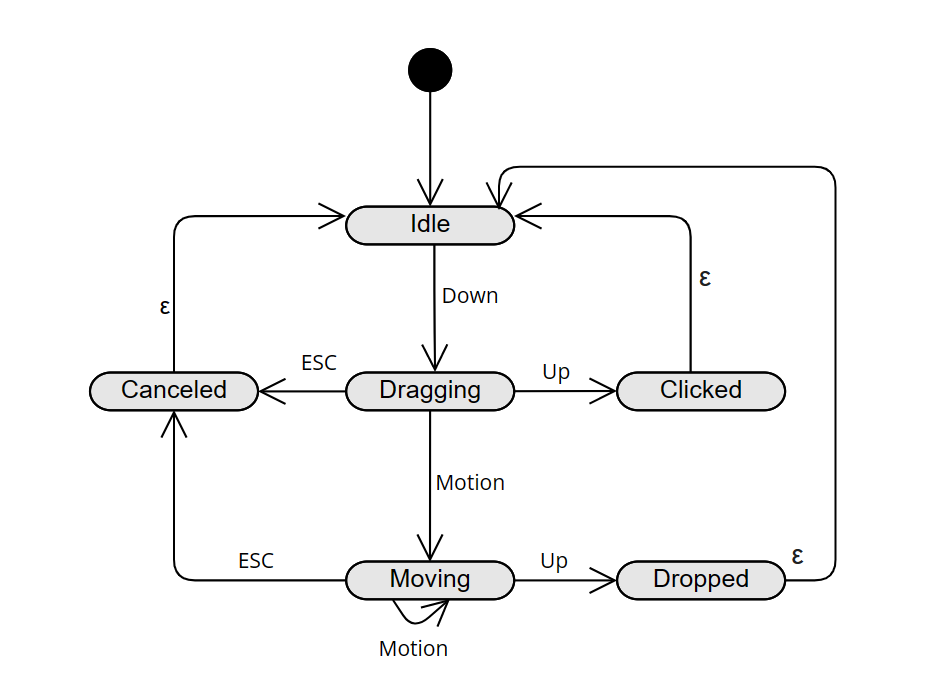 Idle
ε
Down
ε
ESC
Up
Canceled
Dragging
Clicked
Motion
ESC
Up
ε
Moving
Dropped
Motion